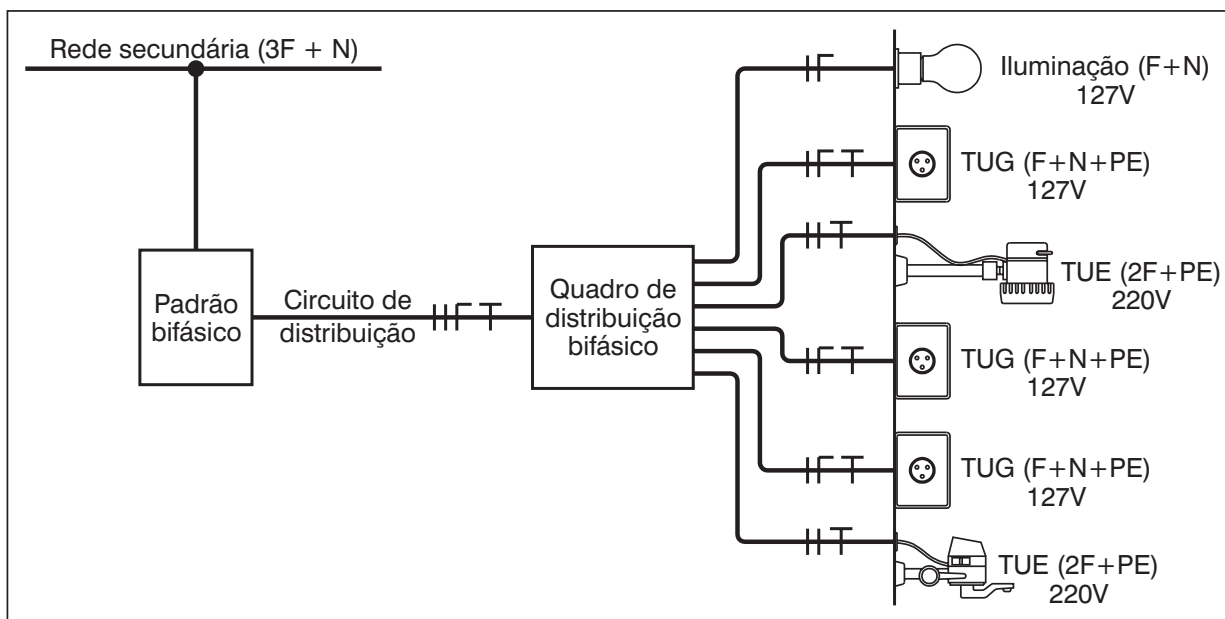 Rede secundária (3F + N)
Padrão
bifásico
Circuito de
distribuição
Quadro de
distribuição
bifásico
Iluminação (F+N)
127V
TUG (F+N+PE)
127V
TUE (2F+PE)
220V
TUG (F+N+PE)
127V
TUG (F+N+PE)
127V
TUE (2F+PE)
220V